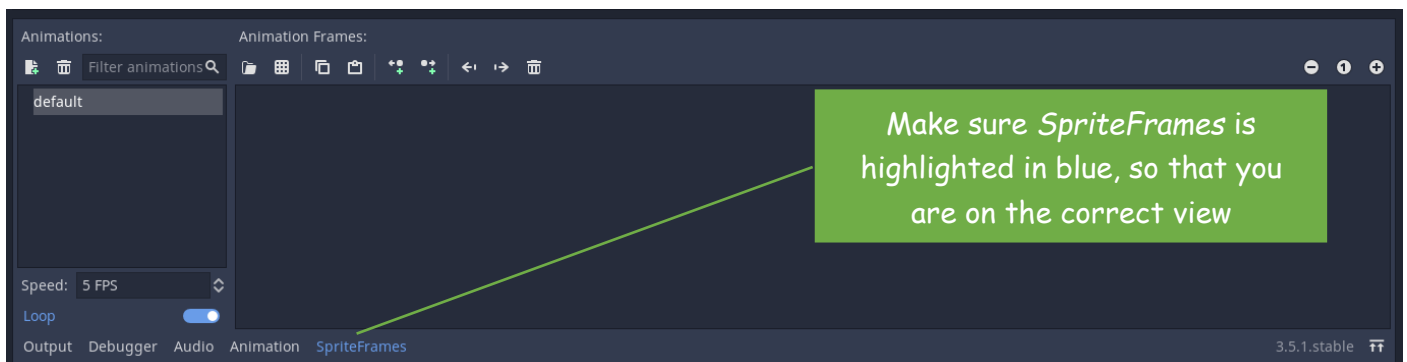 Animations:
Animation Frames:
Filter animations
default
Make sure SpriteFrames is
highlighted in blue, so that you
are on the correct view
Speed: 5 FPS
Loop
Output Debugger Audio Animation SpriteFrames
3.5.1.stable